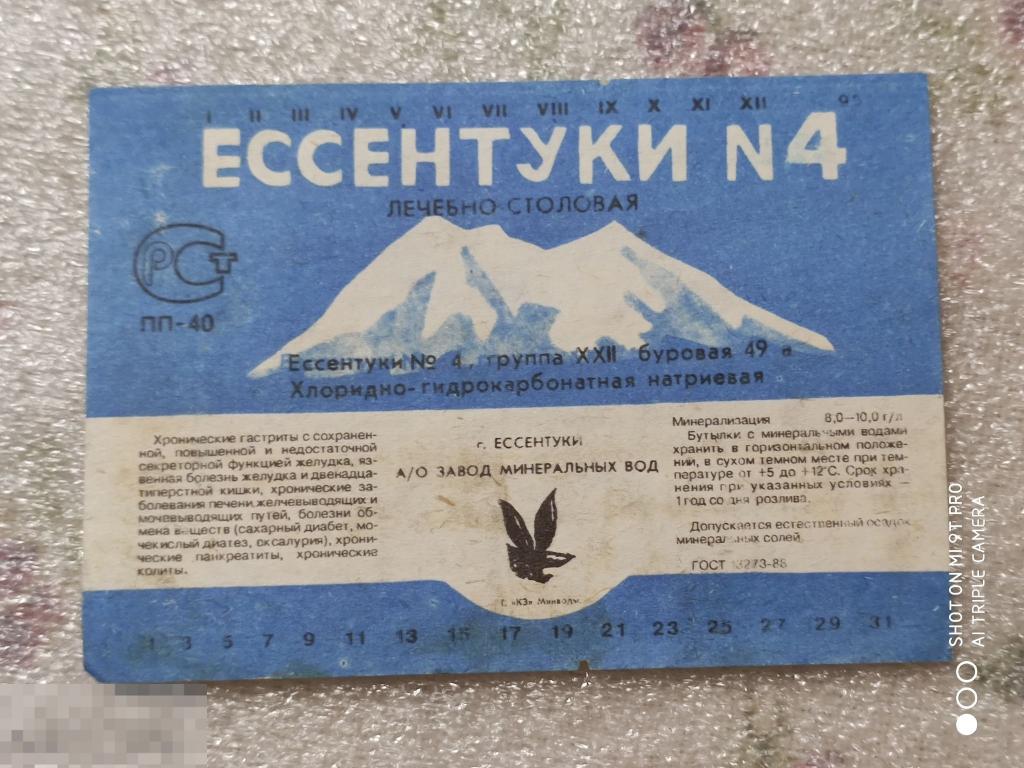 I II III IV V VI VII VIII IX X XI XII 95
ЕССЕНТУКИ N4
ЛЕЧЕБНО-СТОЛОВАЯ
РСТ
ПП-40
Ессентуки № 4, группа XXII буровая 49
Хлоридно-гидрокарбонатная натриевая
Хронические гастриты с сохранен-
ной, повышенной и недостаточной
секреторной функцией желудка, яз-
венная болезнь желудка и двенадца-
типерстной кишки, хронические за-
болевания печени, желчевыводящих и
мочевыводящих путей, болезни об-
мена веществ (сахарный диабет, мо-
чекислый диатез, оксалурия), хрони-
ческие панкреатиты, хронические
колиты.
г. ЕССЕНТУКИ
А/О ЗАВОД МИНЕРАЛЬНЫХ ВОД
Г. «КЗ» Минводы
Минерализация 8,0—10,0 г/л
Бутылки с минеральными водами
хранить в горизонтальном положе-
нии, в сухом темном месте при тем-
пературе от +5 до +12°С. Срок хра-
нения при указанных условиях —
1 год со дня розлива.
Допускается естественный осадок
минеральных солей.
ГОСТ 13273-88
1 3 5 7 9 11 13 15 17 19 21 23 25 27 29 31
SHOT ON MI 9T PRO
AI TRIPLE CAMERA